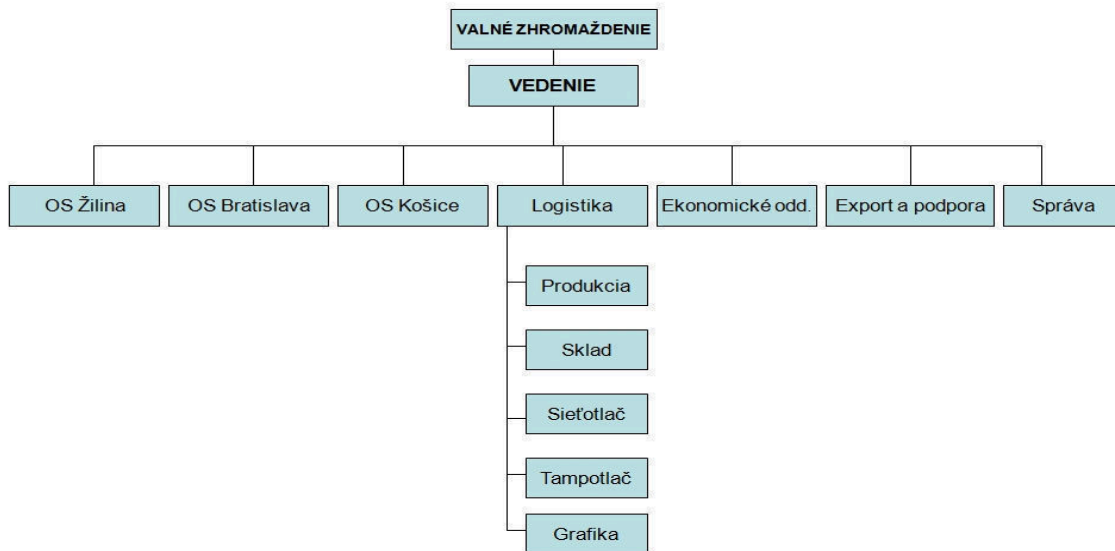 VALNÉ ZHROMAŽDENIE
VEDENIE
OS Žilina
OS Bratislava
OS Košice
Logistika
Ekonomické odd.
Export a podpora
Správa
Produkcia
Sklad
Sieťotlač
Tampotlač
Grafika